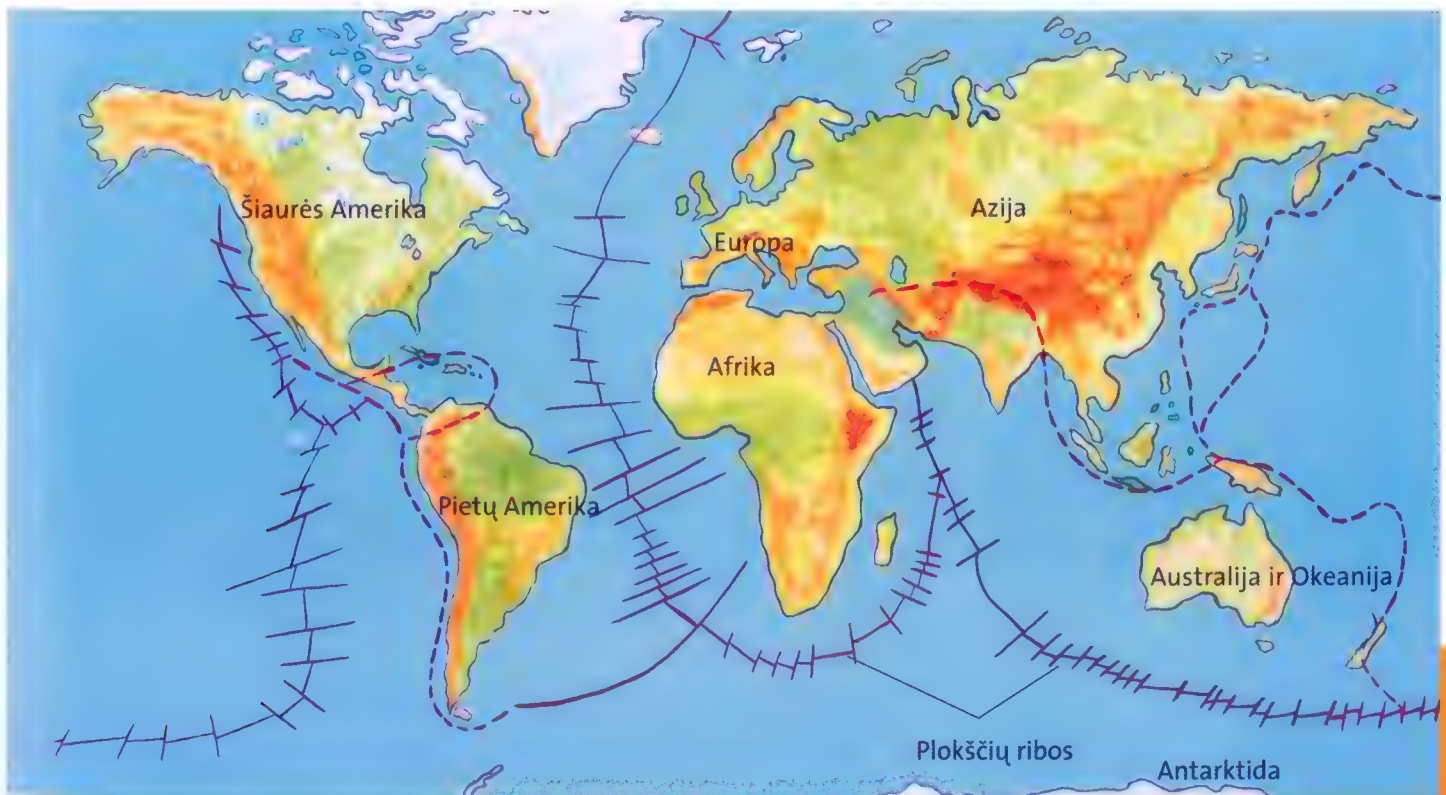 Šiaurės Amerika
Azija
Europa
Afrika
Pietų Amerika
Australija ir Okeanija
Plokščių ribos
Antarktida